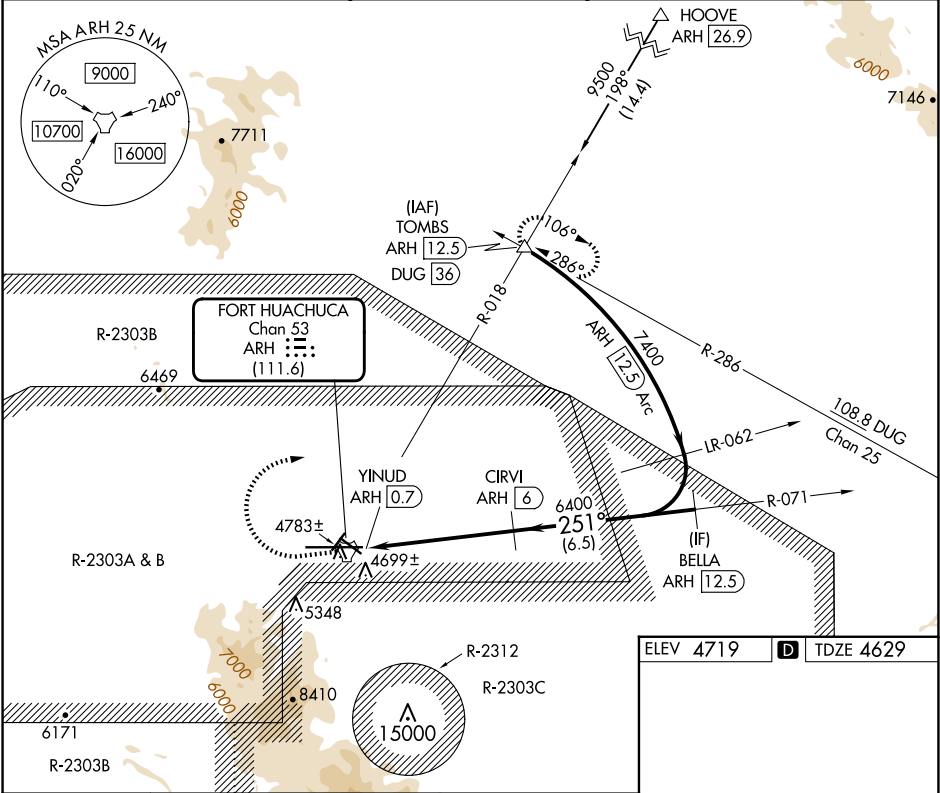 MSA ARH 25 NM
9000
110°
240°
10700
16000
020°
7711
6000
HOOVE
ARH 26.9
9500
198°
(14.4)
6000
7146
(IAF)
TOMBS
ARH 12.5
DUG 36
106°
286°
R-018
7400
ARH 12.5 Arc
R-286
108.8 DUG
Chan 25
R-2303B
FORT HUACHUCA
Chan 53
ARH
(111.6)
6469
LR-062
R-071
YINUD
ARH 0.7
CIRVI
ARH 6
6400
251°
(6.5)
(IF)
BELLA
ARH 12.5
4783±
4699±
R-2303A & B
5348
7000
6000
8410
6171
R-2303B
R-2312
R-2303C
15000
ELEV 4719
D
TDZE 4629